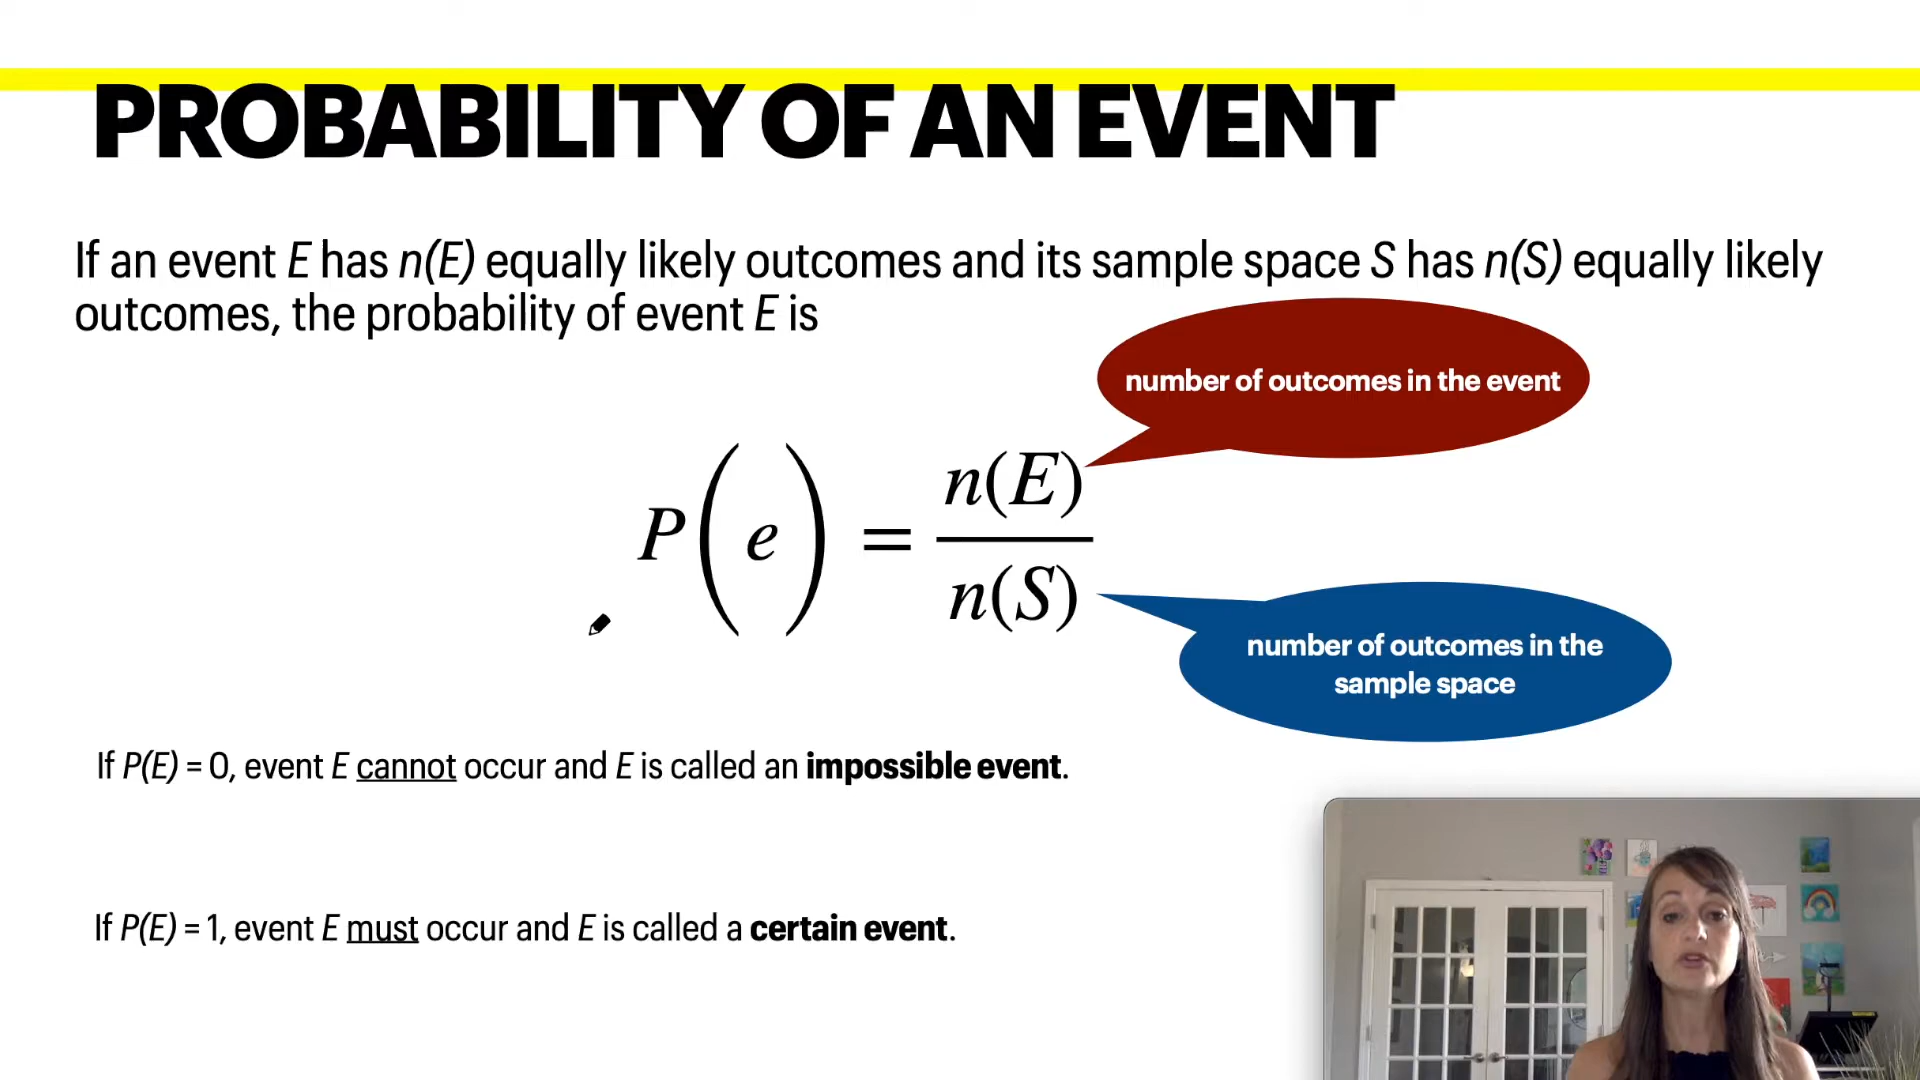 PROBABILITY OF AN EVENT
If an event E has n(E) equally likely outcomes and its sample space S has n(S) equally likely
outcomes, the probability of event E is
number of outcomes in the event
P(e) = n(E)/n(S)
number of outcomes in the
sample space
If P(E) = 0, event E cannot occur and E is called an impossible event.
If P(E) = 1, event E must occur and E is called a certain event.